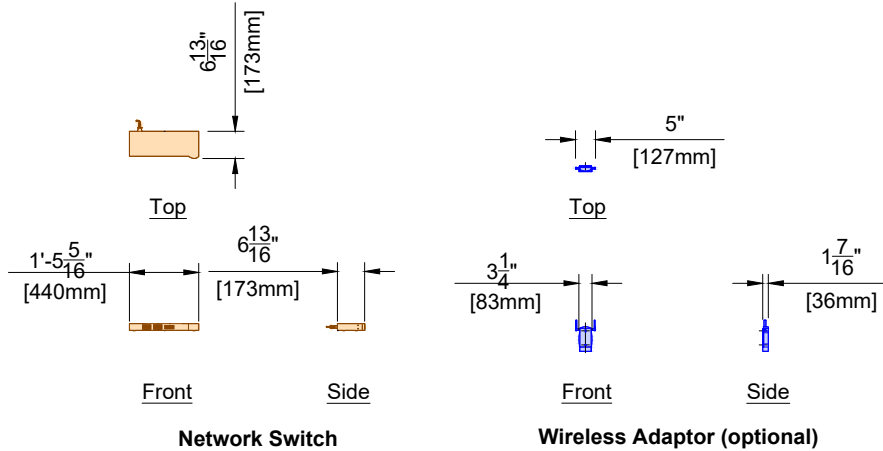 6 13/16"
[173mm]
5"
[127mm]
Top
Top
1'-5 5/16"
[440mm]
6 13/16"
[173mm]
3 1/4"
[83mm]
1 7/16"
[36mm]
Front
Side
Front
Side
Network Switch
Wireless Adaptor (optional)